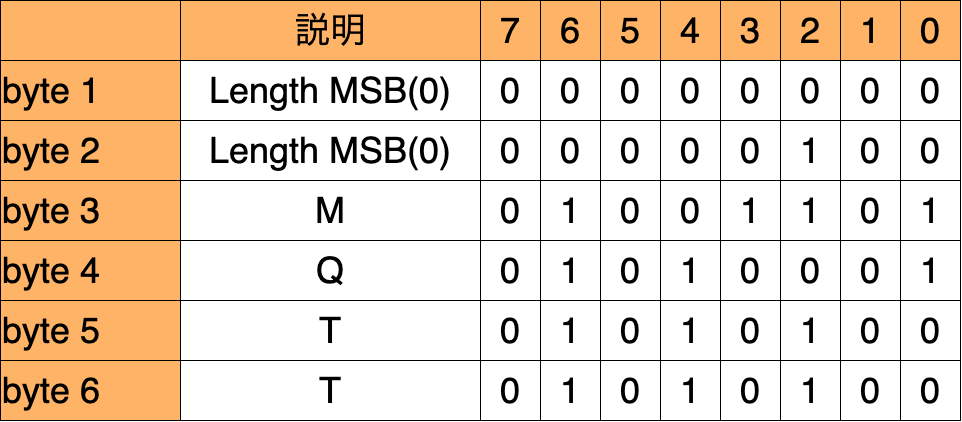 説明 7 6 5 4 3 2 1 0
byte 1 Length MSB(0) 0 0 0 0 0 0 0 0
byte 2 Length MSB(0) 0 0 0 0 0 1 0 0
byte 3 M 0 1 0 0 1 1 0 1
byte 4 Q 0 1 0 1 0 0 0 1
byte 5 T 0 1 0 1 0 1 0 0
byte 6 T 0 1 0 1 0 1 0 0